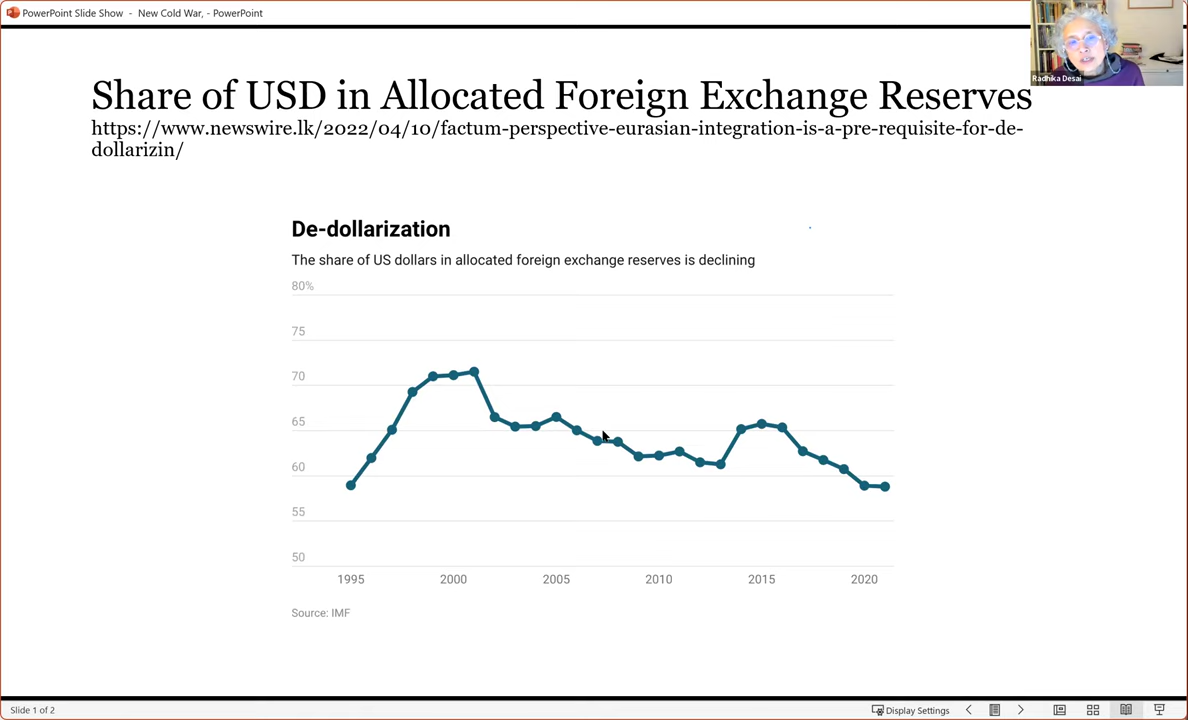 PowerPoint Slide Show - New Cold War, - PowerPoint
Radhika Desai
Share of USD in Allocated Foreign Exchange Reserves
https://www.newswire.lk/2022/04/10/factum-perspective-eurasian-integration-is-a-pre-requisite-for-de-
dollarizin/
De-dollarization
The share of US dollars in allocated foreign exchange reserves is declining
80%
75
70
65
60
55
50
1995 2000 2005 2010 2015 2020
Source: IMF
Slide 1 of 2
Display Settings